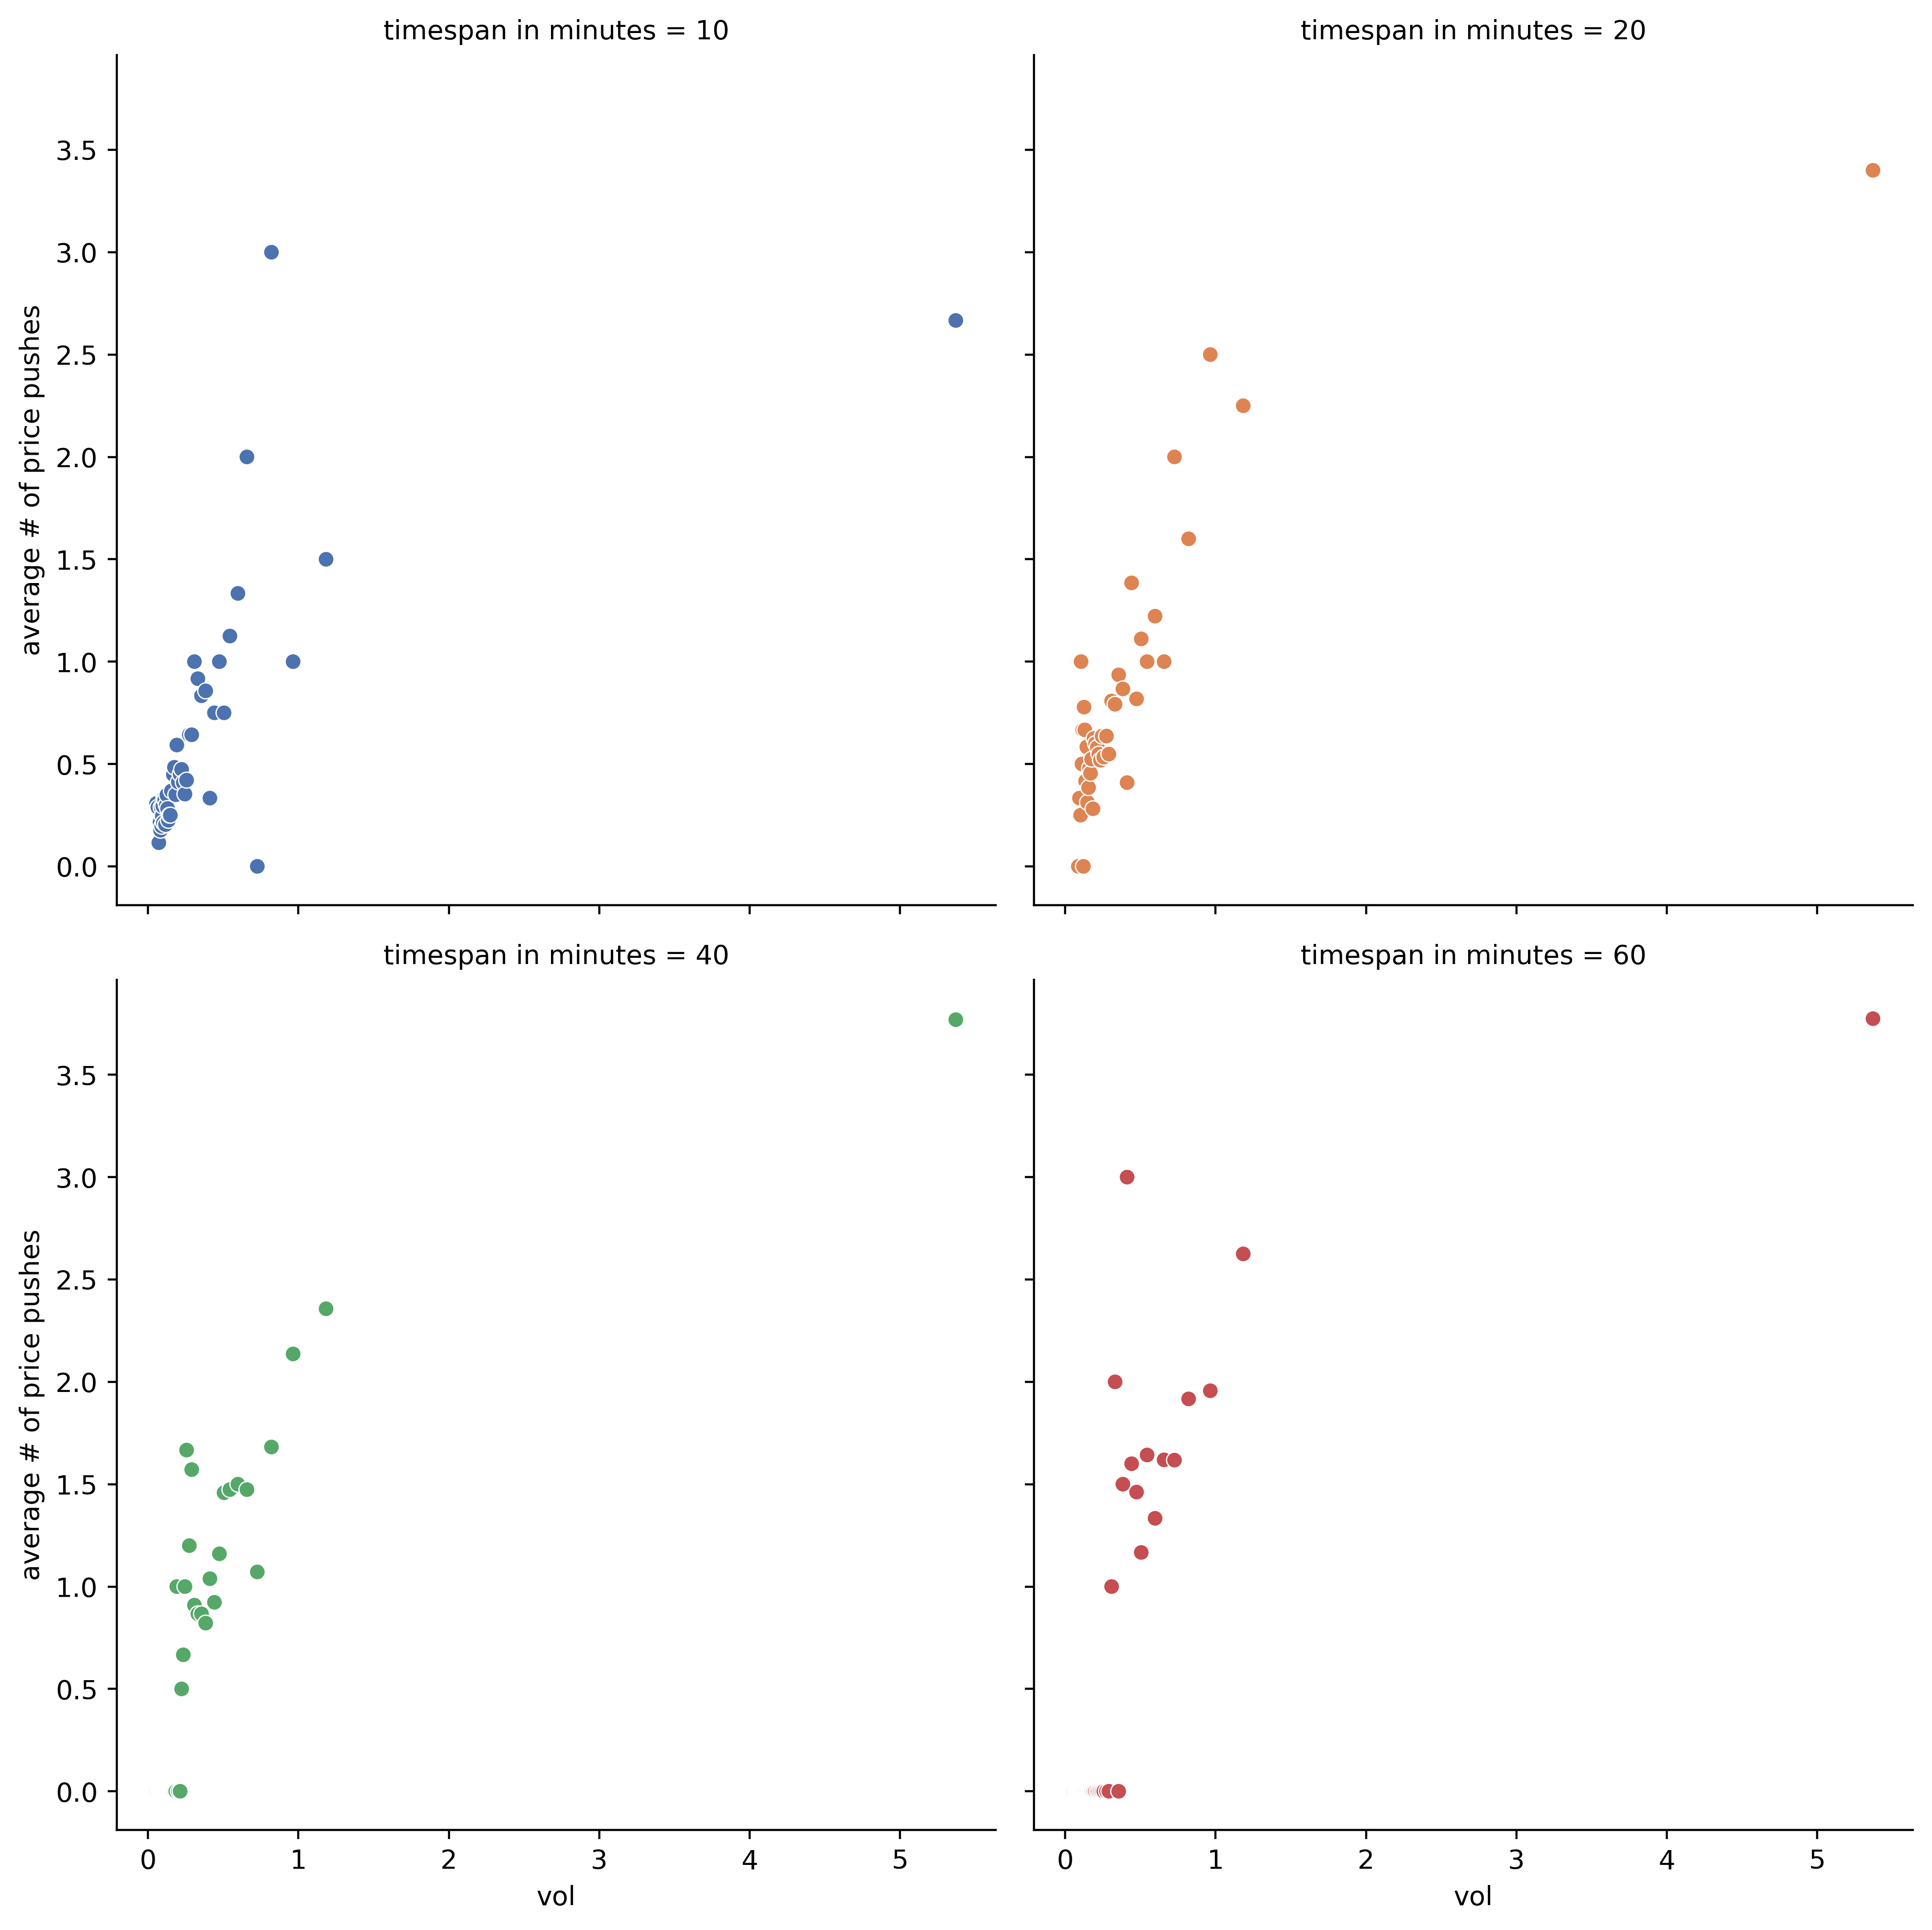 timespan in minutes = 10
timespan in minutes = 20
3.5
3.0
2.5
2.0
1.5
1.0
0.5
0.0
average # of price pushes
timespan in minutes = 40
timespan in minutes = 60
3.5
3.0
2.5
2.0
1.5
1.0
0.5
0.0
average # of price pushes
0 1 2 3 4 5
0 1 2 3 4 5
vol
vol